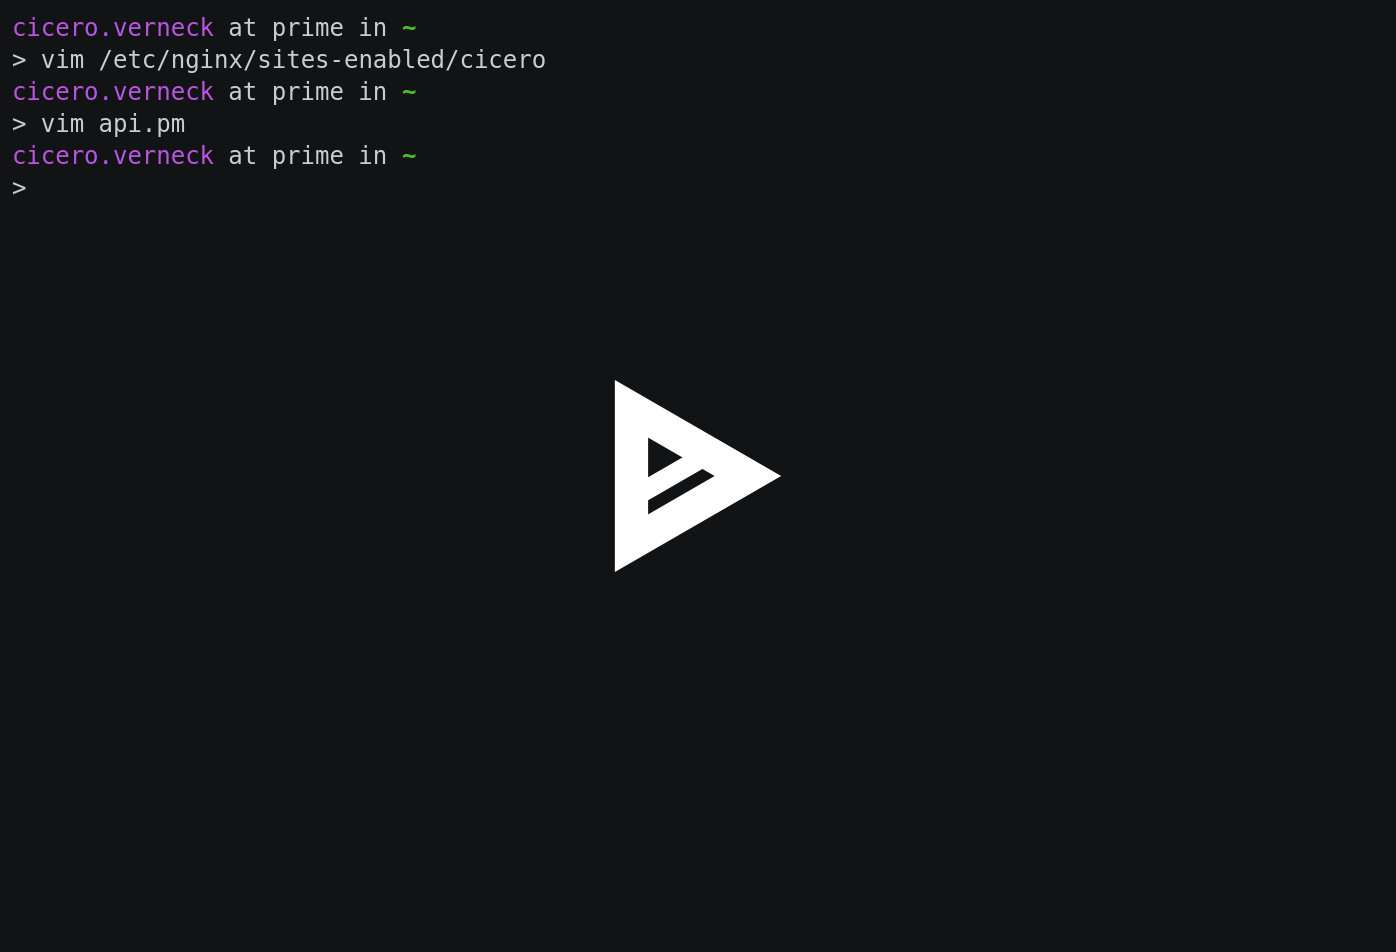 cicero.verneck at prime in ~
> vim /etc/nginx/sites-enabled/cicero
cicero.verneck at prime in ~
> vim api.pm
cicero.verneck at prime in ~
>